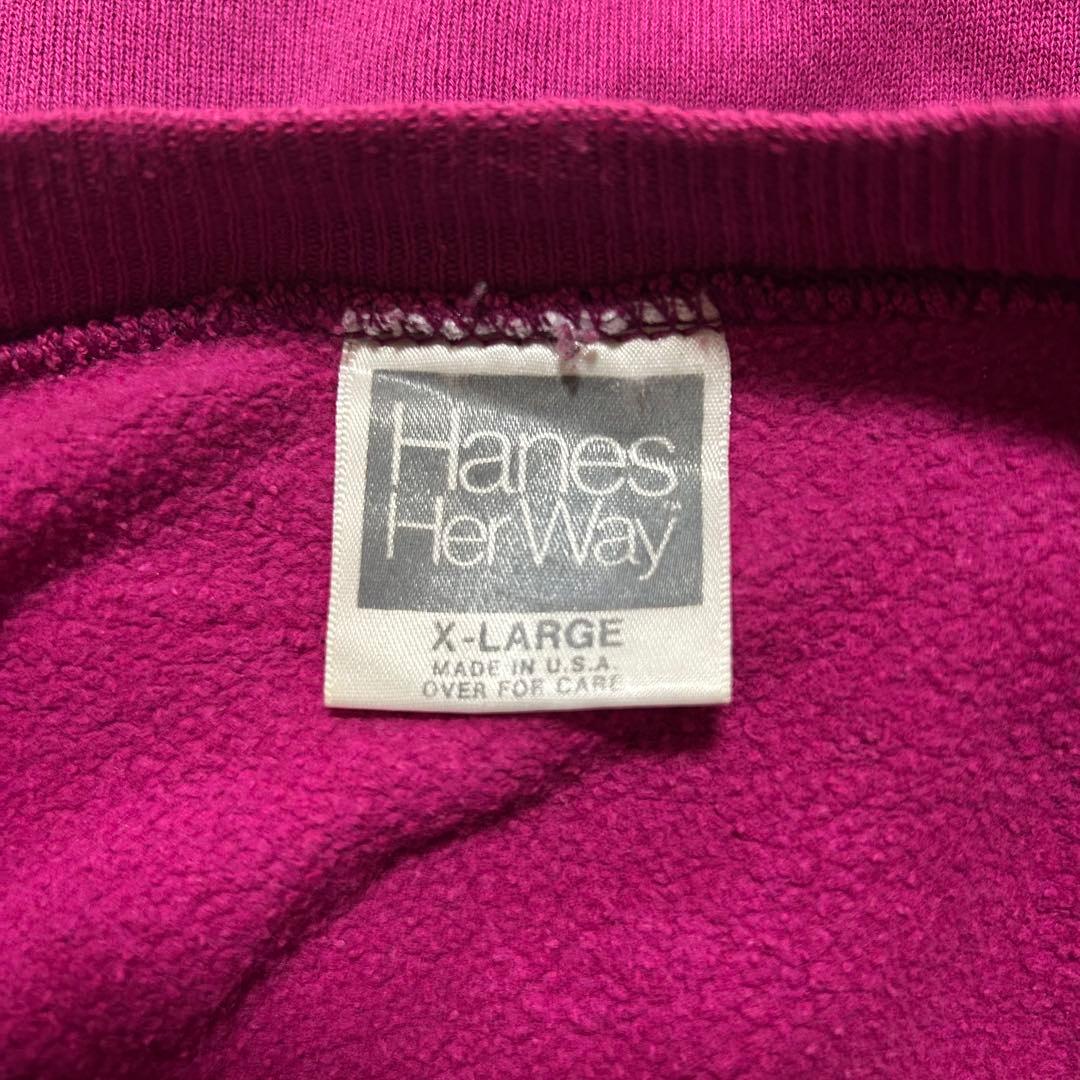 Hanes
Her Way
X-LARGE
MADE IN U.S.A.
OVER FOR CARE